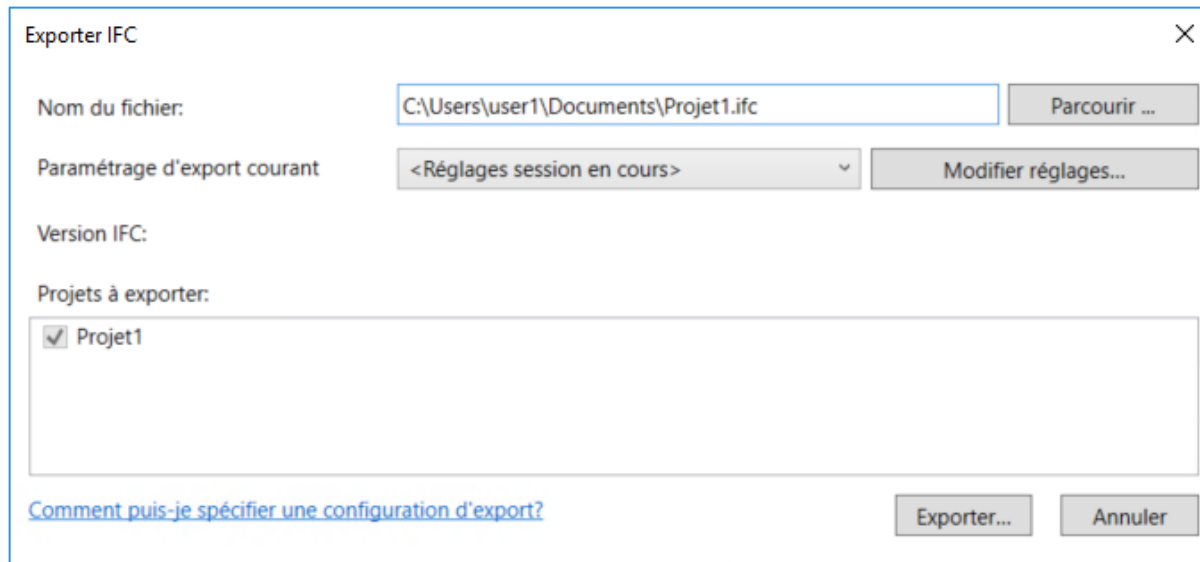 Exporter IFC
Nom du fichier: C:\Users\user1\Documents\Projet1.ifc Parcourir ...
Paramétrage d'export courant <Réglages session en cours> Modifier réglages...
Version IFC:
Projets à exporter:
Projet1
Comment puis-je spécifier une configuration d'export? Exporter... Annuler